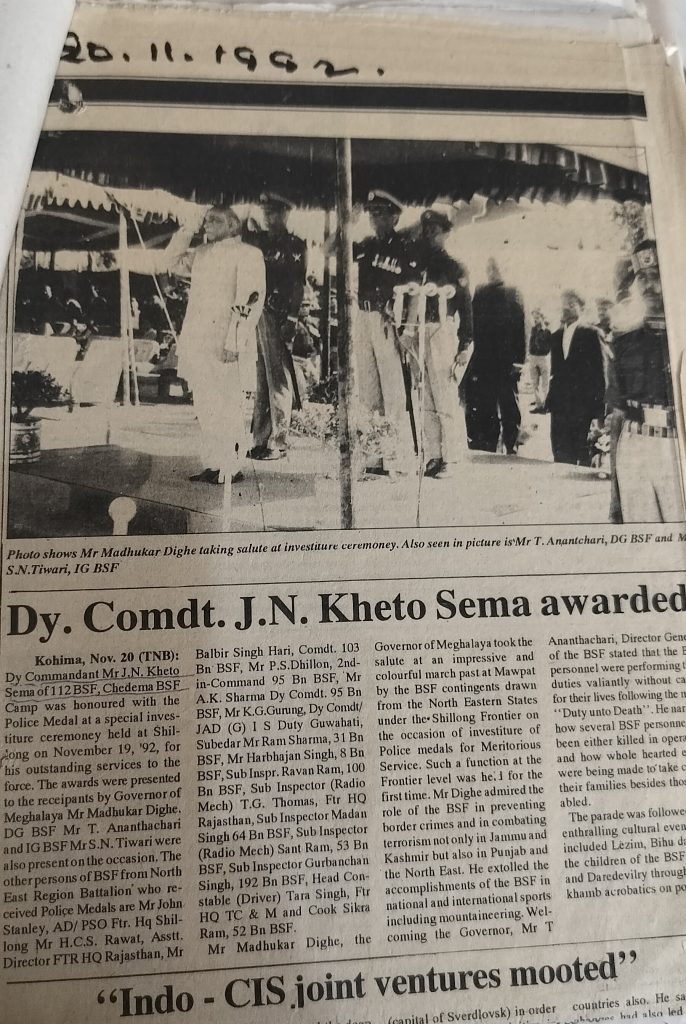 20.11.1992.
Photo shows Mr Madhukar Dighe taking salute at investiture ceremoney. Also seen in picture is Mr T. Anantchari, DG BSF and M
S.N.Tiwari, IG BSF
Dy. Comdt. J.N. Kheto Sema awarded
Kohima, Nov. 20 (TNB):
Dy Commandant Mr J.N. Kheto
Sema of 112 BSF, Chedema BSF
Camp was honoured with the
Police Medal at a special inves-
titure ceremony held at Shil-
long on November 19, '92, for
his outstanding services to the
force. The awards were presented
to the receipants by Governor of
Meghalaya Mr Madhukar Dighe.
DG BSF Mr T. Ananthachari
and IG BSF Mr S.N. Tiwari were
also present on the occasion. The
other persons of BSF from North
East Region Battalion who re-
ceived Police Medals are Mr John
Stanley, AD/ PSO Ftr. Hq Shil-
long Mr H.C.S. Rawat, Asstt.
Director FTR HQ Rajasthan, Mr
Balbir Singh Hari, Comdt. 103
Bn BSF, Mr P.S.Dhillon, 2nd-
in-Command 95 Bn BSF, Mr
A.K. Sharma Dy Comdt. 95 Bn
BSF, Mr K.G.Gurung, Dy Comdt/
JAD (G) I S Duty Guwahati,
Subedar Mr Ram Sharma, 31 Bn
BSF, Mr Harbhajan Singh, 8 Bn
BSF, Sub Inspr. Ravan Ram, 100
Bn BSF, Sub Inspector (Radio
Mech) T.G. Thomas, Ftr HQ
Rajasthan, Sub Inspector Madan
Singh 64 Bn BSF, Sub Inspector
(Radio Mech) Sant Ram, 53 Bn
BSF, Sub Inspector Gurbanchan
Singh, 192 Bn BSF, Head Con-
stable (Driver) Tara Singh, Ftr
HQ TC & M and Cook Sikra
Ram, 52 Bn BSF.
Mr Madhukar Dighe, the
Governor of Meghalaya took the
salute at an impressive and
colourful march past at Mawpat
by the BSF contingents drawn
from the North Eastern States
under the Shillong Frontier on
the occasion of investiture of
Police medals for Meritorious
Service. Such a function at the
Frontier level was held for the
first time. Mr Dighe admired the
role of the BSF in preventing
border crimes and in combating
terrorism not only in Jammu and
Kashmir but also in Punjab and
the North East. He extolled the
accomplishments of the BSF in
national and international sports
including mountaineering. Wel-
coming the Governor, Mr T
Ananthachari, Director Gene
of the BSF stated that the B
personnel were performing t
duties valiantly without ca
for their lives following the m
"Duty unto Death". He nar
how several BSF personne
been either killed in opera
and how whole hearted e
were being made to take c
their families besides tho
abled.
The parade was followe
enthralling cultural even
included Lezim, Bihu da
the children of the BSF
and Daredevilry through
khamb acrobatics on po
"Indo - CIS joint ventures mooted"
(capital of Sverdlovsk) in order
countries also. He sa
had also led